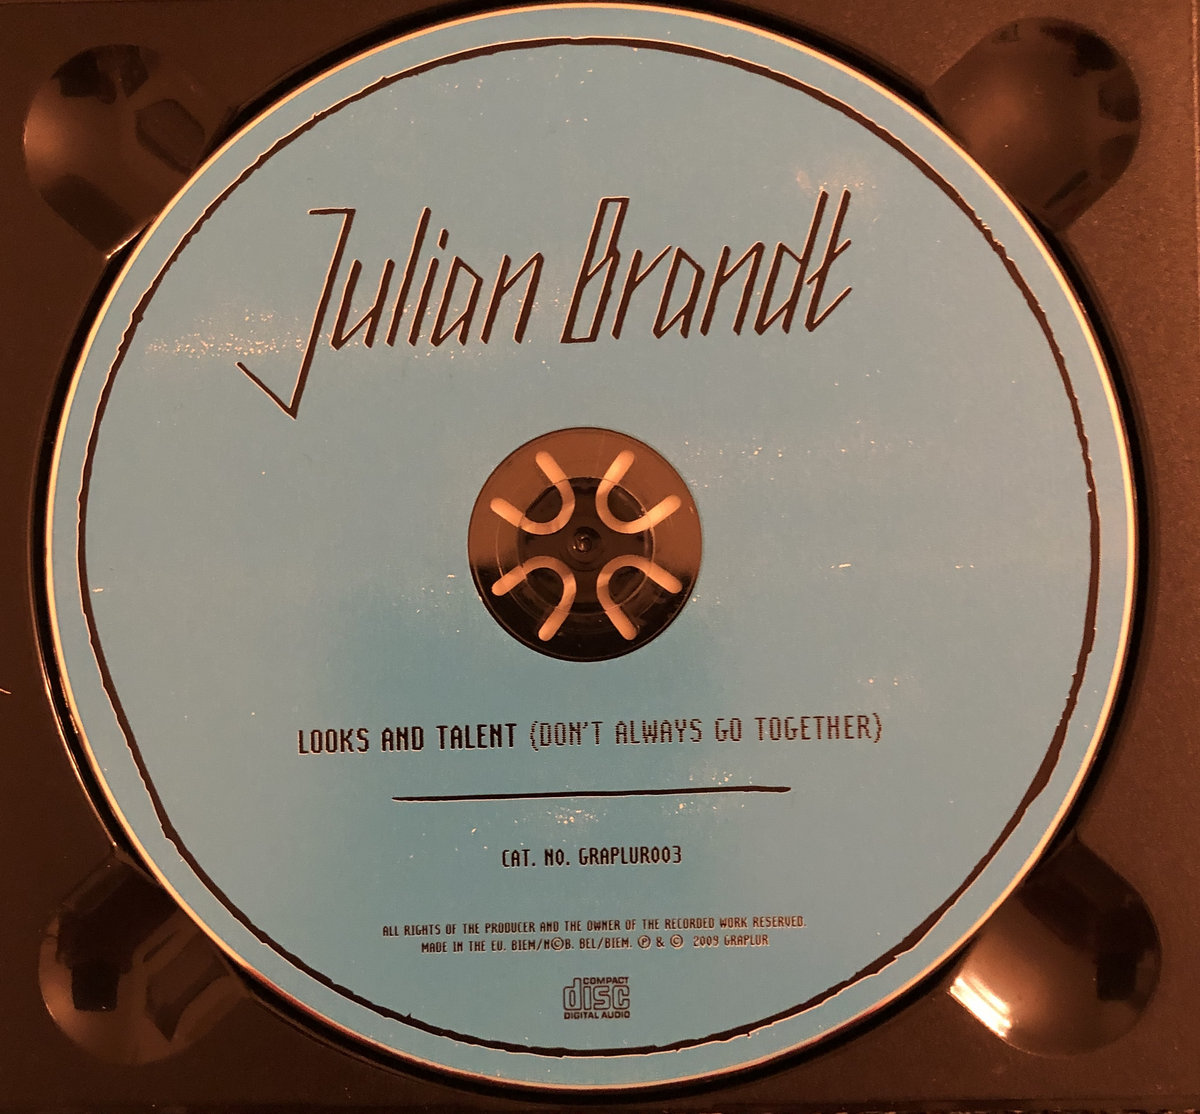 Julian Brandt
LOOKS AND TALENT (DON'T ALWAYS GO TOGETHER)
CAT. NO. GRAPLUR003
ALL RIGHTS OF THE PRODUCER AND THE OWNER OF THE RECORDED WORK RESERVED.
MADE IN THE EU. BIEM/N©B. BEL/BIEM. ℗ & © 2009 GRAPLUR
COMPACT
disc
DIGITAL AUDIO